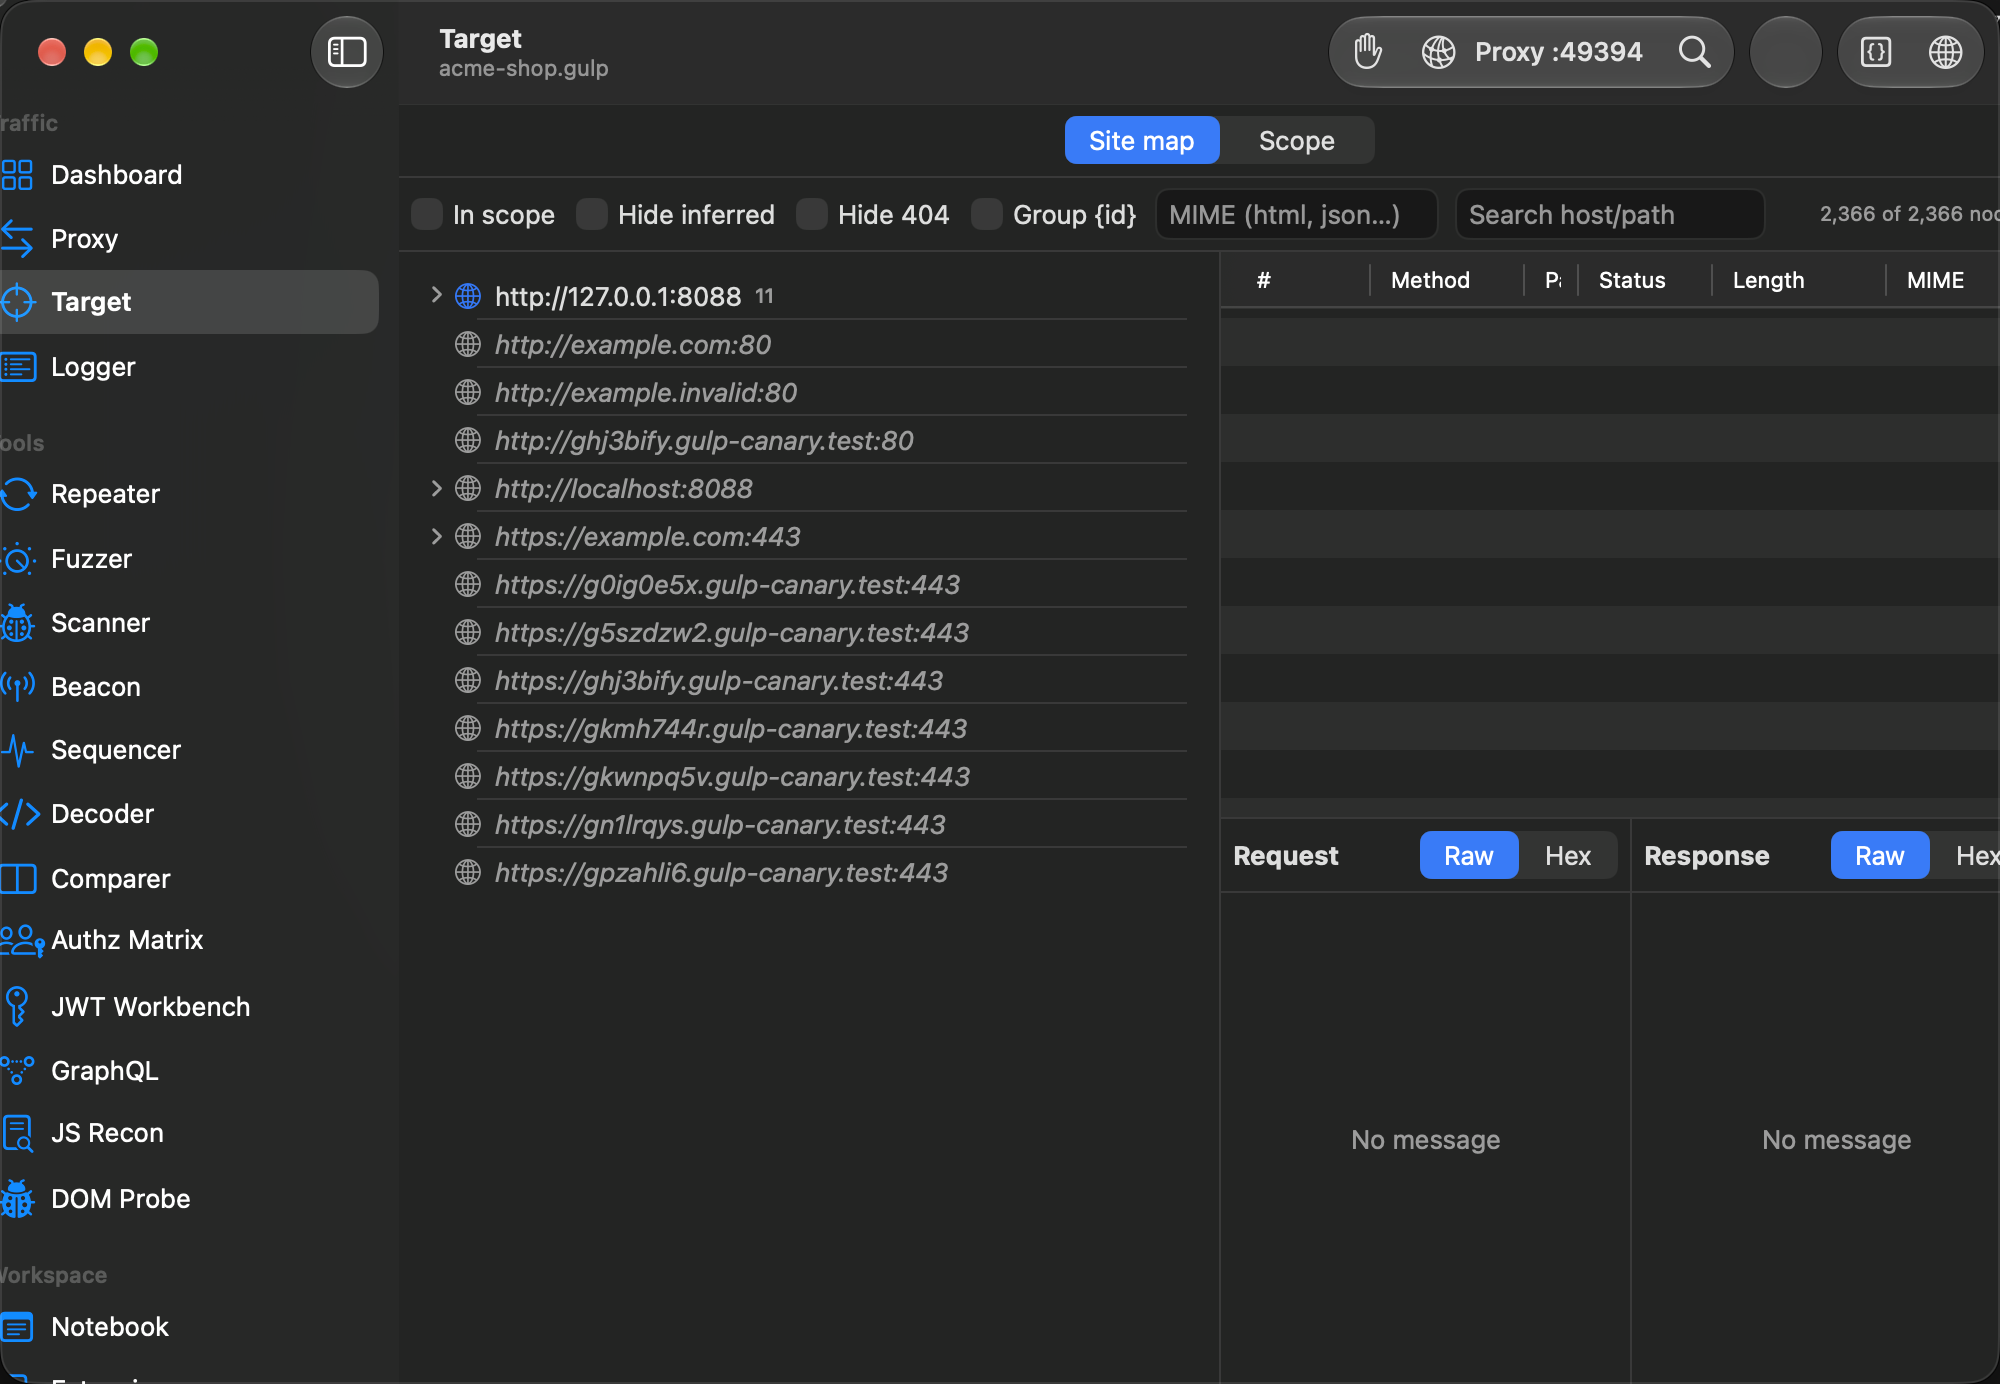 Target
acme-shop.gulp
Proxy :49394
Site map
Scope
In scope
Hide inferred
Hide 404
Group {id}
MIME (html, json...)
Search host/path
2,366 of 2,366
raffic
Dashboard
Proxy
Target
Logger
ools
Repeater
Fuzzer
Scanner
Beacon
Sequencer
Decoder
Comparer
Authz Matrix
JWT Workbench
GraphQL
JS Recon
DOM Probe
orkspace
Notebook
http://127.0.0.1:8088 11
http://example.com:80
http://example.invalid:80
http://ghj3bify.gulp-canary.test:80
http://localhost:8088
https://example.com:443
https://g0ig0e5x.gulp-canary.test:443
https://g5szdzw2.gulp-canary.test:443
https://ghj3bify.gulp-canary.test:443
https://gkmh744r.gulp-canary.test:443
https://gkwnpq5v.gulp-canary.test:443
https://gn1lrqys.gulp-canary.test:443
https://gpzahli6.gulp-canary.test:443
#
Method
Status
Length
MIME
Request
Raw
Hex
Response
Raw
Hex
No message
No message